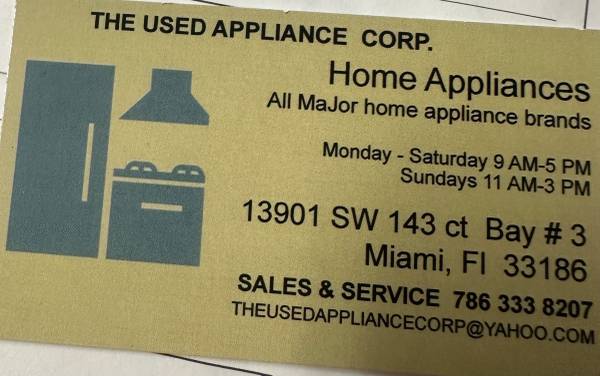 THE USED APPLIANCE CORP.
Home Appliances
All MaJor home appliance brands
Monday - Saturday 9 AM-5 PM
Sundays 11 AM-3 PM
13901 SW 143 ct Bay # 3
Miami, Fl 33186
SALES & SERVICE 786 333 8207
THEUSEDAPPLIANCECORP@YAHOO.COM